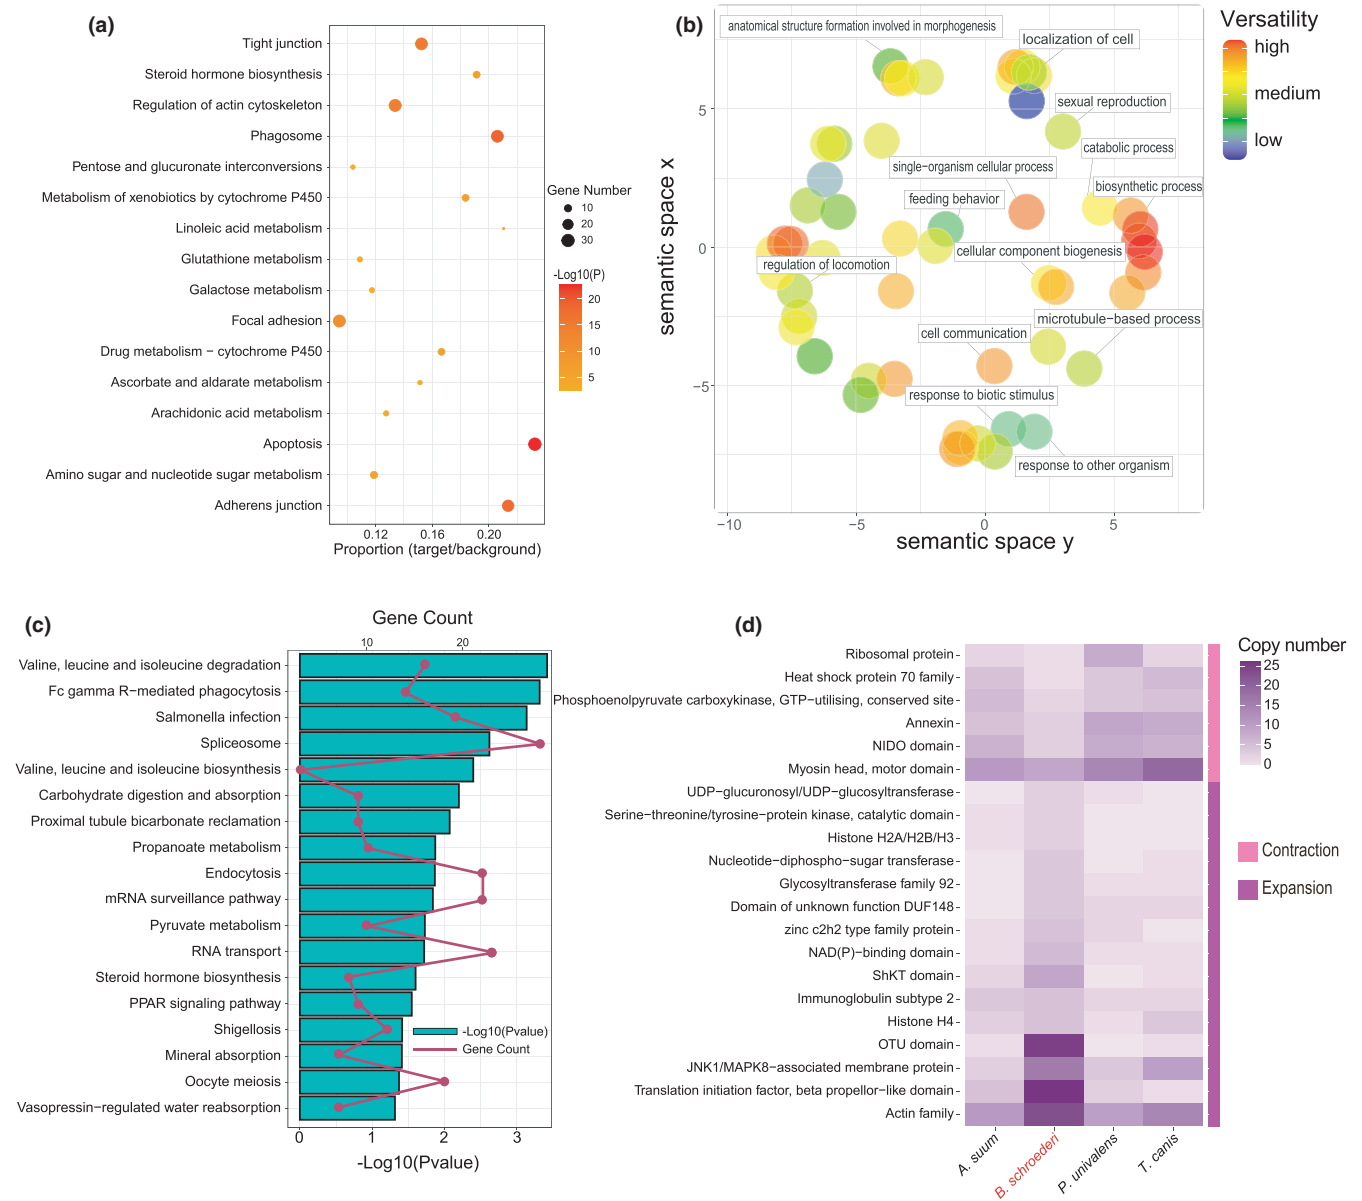 (a)
Tight junction
Steroid hormone biosynthesis
Regulation of actin cytoskeleton
Phagosome
Pentose and glucuronate interconversions
Metabolism of xenobiotics by cytochrome P450
Linoleic acid metabolism
Glutathione metabolism
Galactose metabolism
Focal adhesion
Drug metabolism − cytochrome P450
Ascorbate and aldarate metabolism
Arachidonic acid metabolism
Apoptosis
Amino sugar and nucleotide sugar metabolism
Adherens junction
0.12 0.16 0.20
Proportion (target/background)
Gene Number
10
20
30
-Log10(P)
20
15
10
5
(b)
anatomical structure formation involved in morphogenesis
localization of cell
sexual reproduction
catabolic process
single−organism cellular process
biosynthetic process
feeding behavior
cellular component biogenesis
regulation of locomotion
microtubule−based process
cell communication
response to biotic stimulus
response to other organism
semantic space x
5
0
−5
−10 −5 0 5
semantic space y
Versatility
high
medium
low
(c)
Gene Count
10 20
Valine, leucine and isoleucine degradation
Fc gamma R−mediated phagocytosis
Salmonella infection
Spliceosome
Valine, leucine and isoleucine biosynthesis
Carbohydrate digestion and absorption
Proximal tubule bicarbonate reclamation
Propanoate metabolism
Endocytosis
mRNA surveillance pathway
Pyruvate metabolism
RNA transport
Steroid hormone biosynthesis
PPAR signaling pathway
Shigellosis
Mineral absorption
Oocyte meiosis
Vasopressin−regulated water reabsorption
-Log10(Pvalue)
Gene Count
0 1 2 3
-Log10(Pvalue)
(d)
Ribosomal protein
Heat shock protein 70 family
Phosphoenolpyruvate carboxykinase, GTP−utilising, conserved site
Annexin
NIDO domain
Myosin head, motor domain
UDP−glucuronosyl/UDP−glucosyltransferase
Serine−threonine/tyrosine−protein kinase, catalytic domain
Histone H2A/H2B/H3
Nucleotide−diphospho−sugar transferase
Glycosyltransferase family 92
Domain of unknown function DUF148
zinc c2h2 type family protein
NAD(P)−binding domain
ShKT domain
Immunoglobulin subtype 2
Histone H4
OTU domain
JNK1/MAPK8−associated membrane protein
Translation initiation factor, beta propellor−like domain
Actin family
A. suum
B. schroederi
P. univalens
T. canis
Copy number
25
20
15
10
5
0
Contraction
Expansion